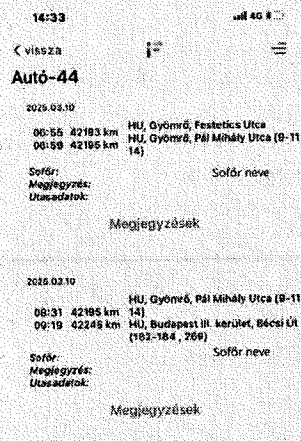 14:33
4G
vissza
Autó-44
2025.03.10
HU, Gyömrő, Festetics Utca
06:55 42193 km
HU, Gyömrő, Pál Mihály Utca (9-11
06:59 42195 km
14)
Sofőr: Sofőr neve
Megjegyzés:
Utasadatok:
Megjegyzések
2025.03.10
HU, Gyömrő, Pál Mihály Utca (9-11
08:31 42195 km 14)
09:19 42245 km HU, Budapest III. kerület, Bécsi Út
(182-184 , 269)
Sofőr neve
Sofőr:
Megjegyzés:
Utasadatok:
Megjegyzések